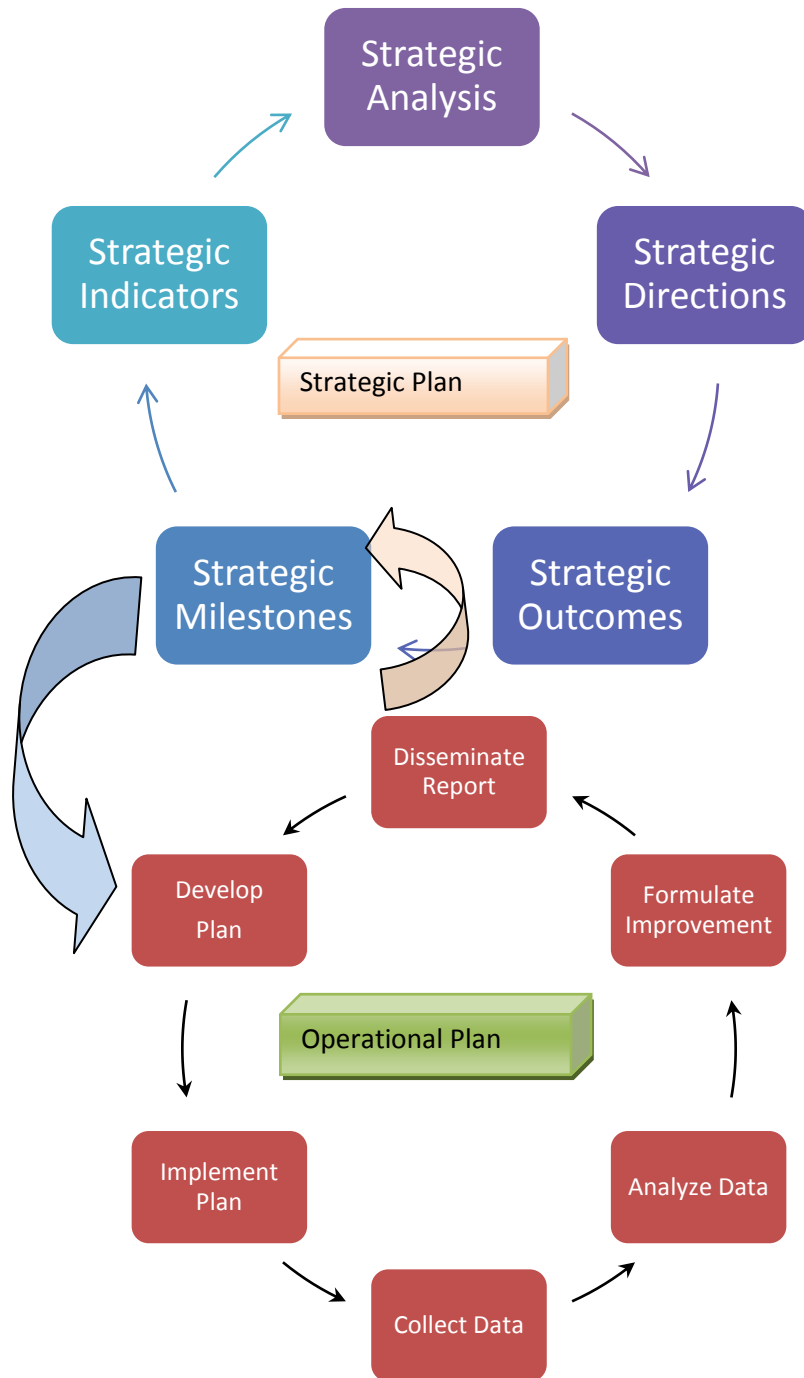 Strategic
Analysis
Strategic
Indicators
Strategic
Directions
Strategic Plan
Strategic
Milestones
Strategic
Outcomes
Disseminate
Report
Develop
Plan
Formulate
Improvement
Operational Plan
Implement
Plan
Analyze Data
Collect Data